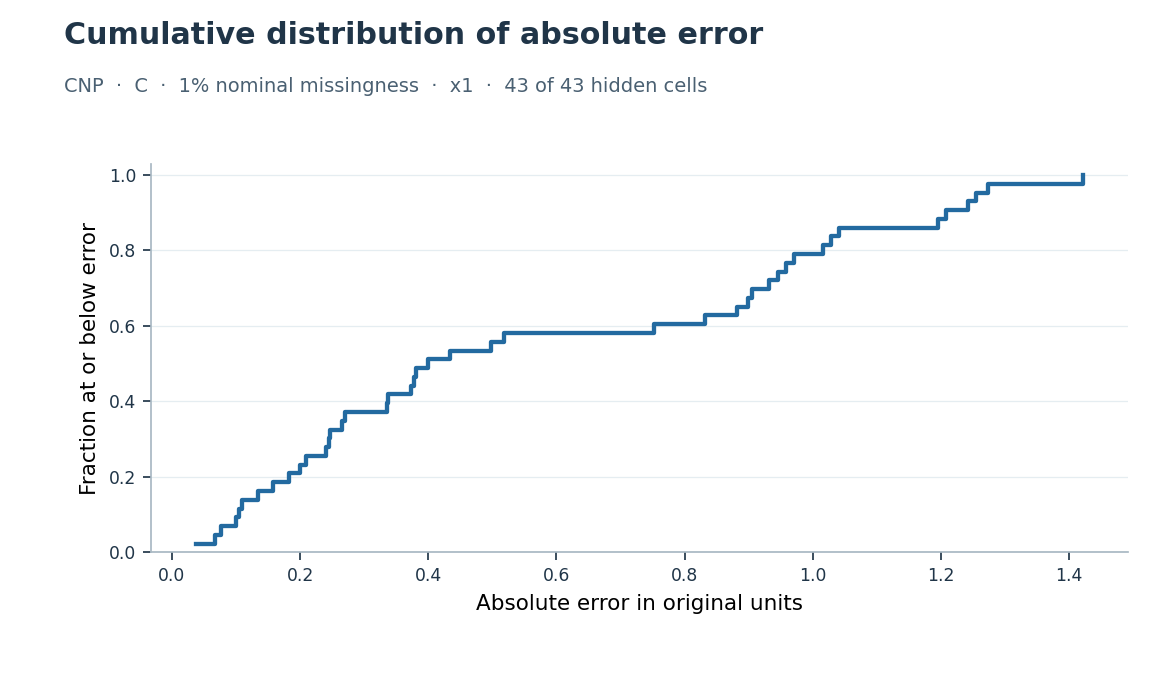 Cumulative distribution of absolute error
CNP · C · 1% nominal missingness · x1 · 43 of 43 hidden cells
Fraction at or below error
1.0
0.8
0.6
0.4
0.2
0.0
0.0 0.2 0.4 0.6 0.8 1.0 1.2 1.4
Absolute error in original units